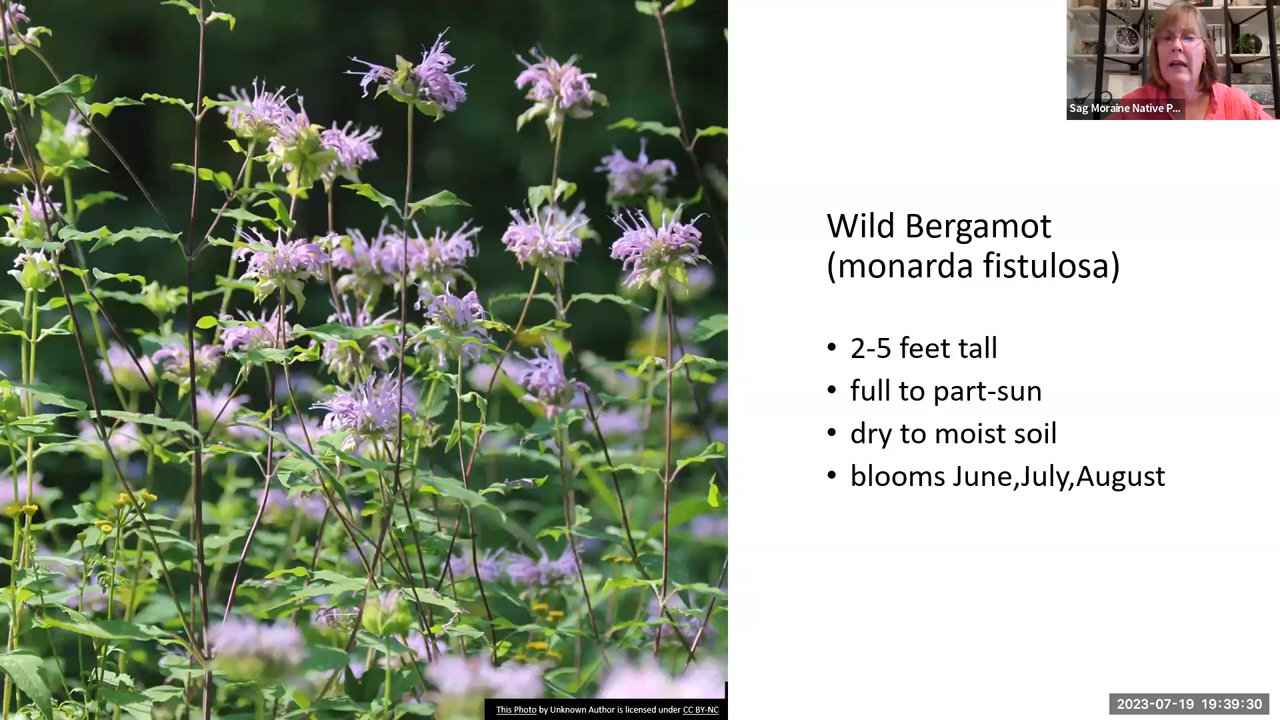 Sag Moraine Native P...
Wild Bergamot
(monarda fistulosa)
• 2-5 feet tall
• full to part-sun
• dry to moist soil
• blooms June,July,August
This Photo by Unknown Author is licensed under CC BY-NC
2023-07-19 19:39:30